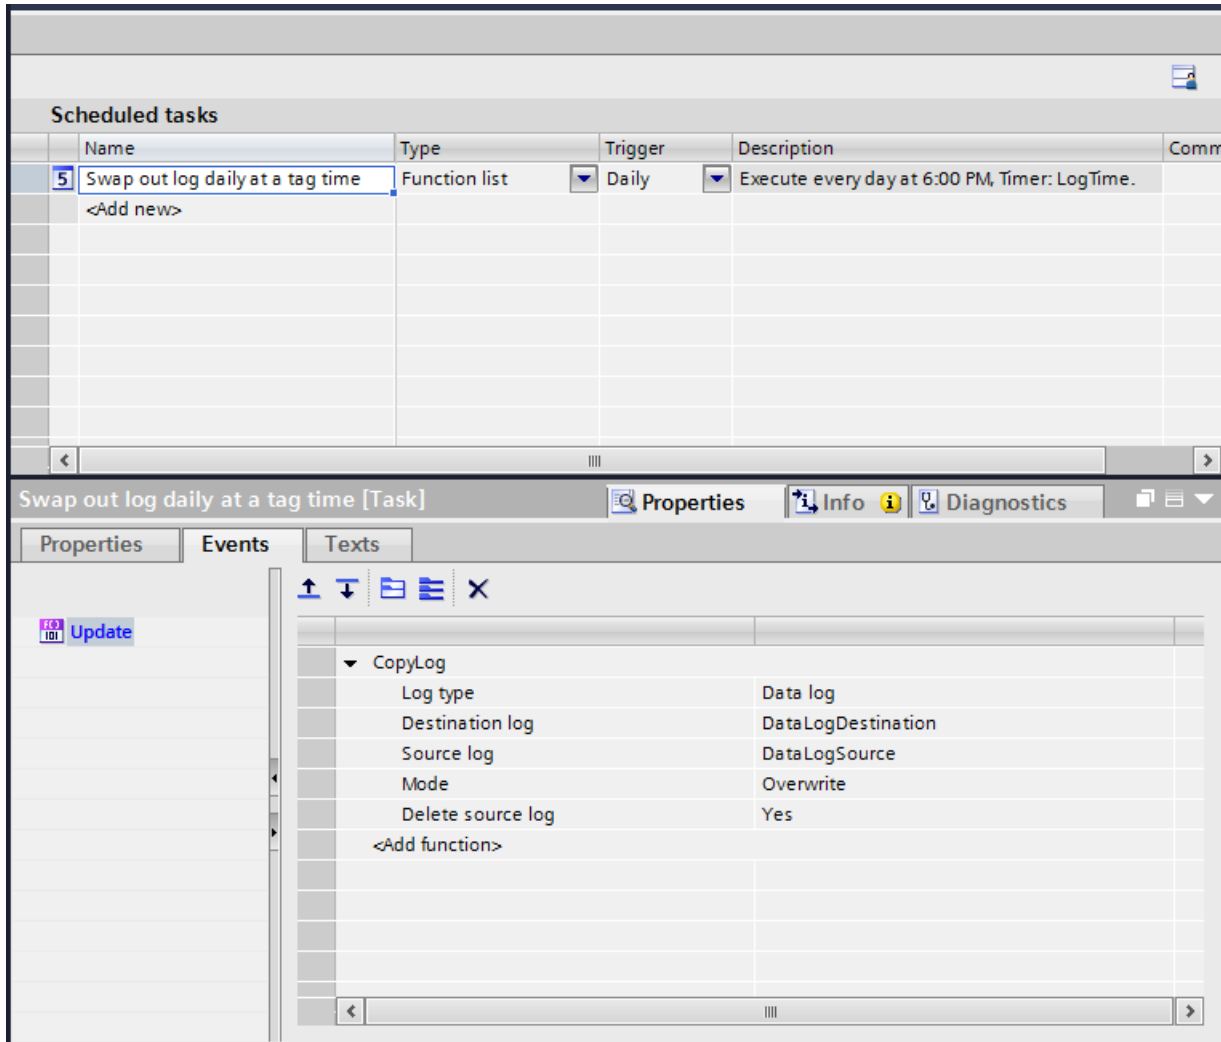 Scheduled tasks
Name Type Trigger Description Comm
5 Swap out log daily at a tag time Function list Daily Execute every day at 6:00 PM, Timer: LogTime.
<Add new>
Swap out log daily at a tag time [Task] Properties Info Diagnostics
Properties Events Texts
Update
CopyLog
Log type Data log
Destination log DataLogDestination
Source log DataLogSource
Mode Overwrite
Delete source log Yes
<Add function>